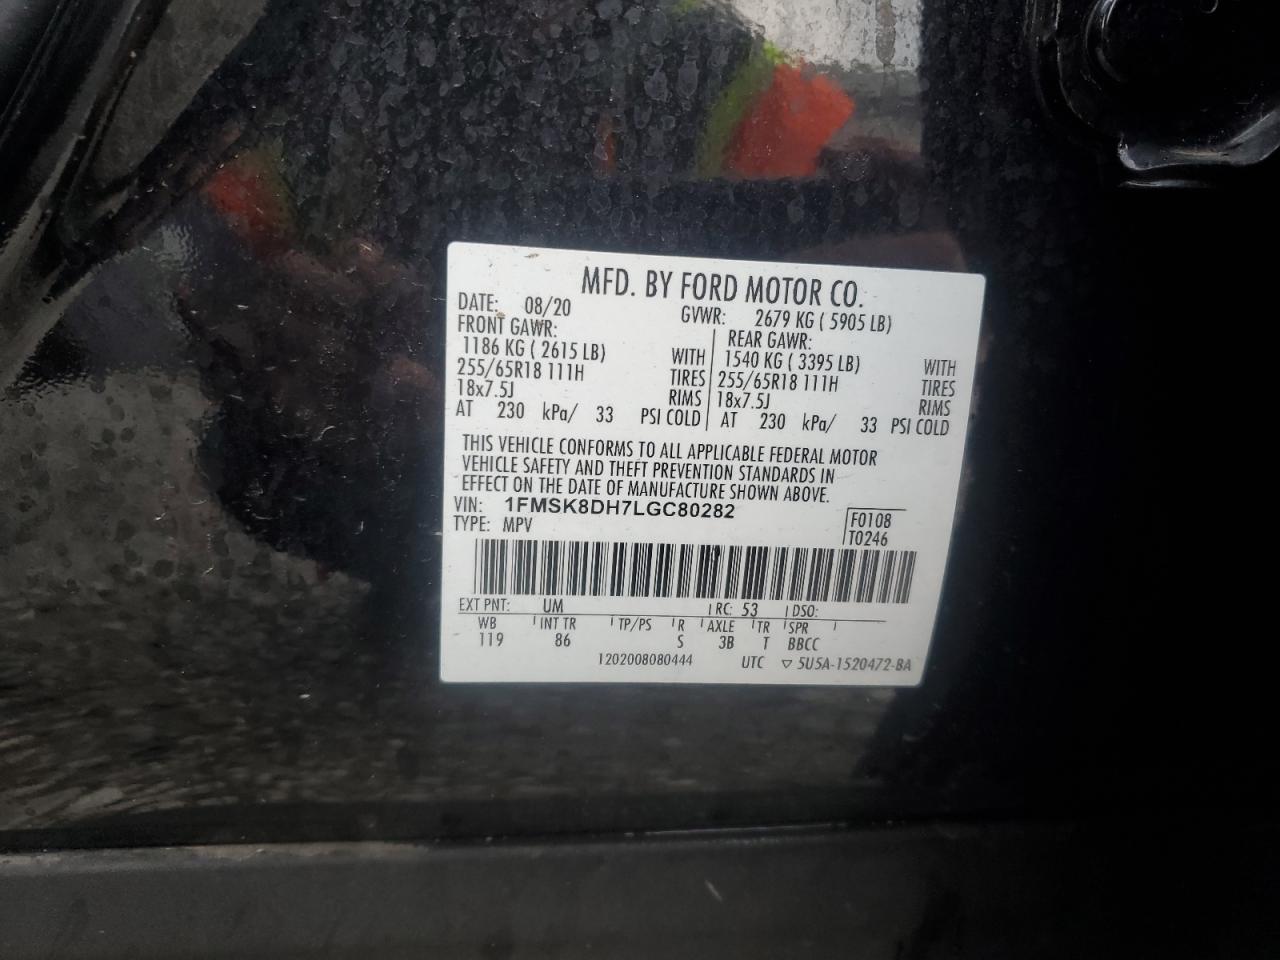 MFD. BY FORD MOTOR CO.
DATE: 08/20 GVWR: 2679 KG ( 5905 LB)
FRONT GAWR: REAR GAWR:
1186 KG ( 2615 LB) WITH 1540 KG ( 3395 LB) WITH
255/65R18 111H TIRES 255/65R18 111H TIRES
18x7.5J RIMS 18x7.5J RIMS
AT 230 kPa/ 33 PSI COLD AT 230 kPa/ 33 PSI COLD
THIS VEHICLE CONFORMS TO ALL APPLICABLE FEDERAL MOTOR
VEHICLE SAFETY AND THEFT PREVENTION STANDARDS IN
EFFECT ON THE DATE OF MANUFACTURE SHOWN ABOVE.
VIN: 1FMSK8DH7LGC80282 F0108
TYPE: MPV T0246
EXT PNT: UM RC: 53 DSO:
WB INT TR TP/PS R AXLE TR SPR
119 86 S 3B T BBCC
1202008080444 UTC ▽ 5U5A-1520472-BA